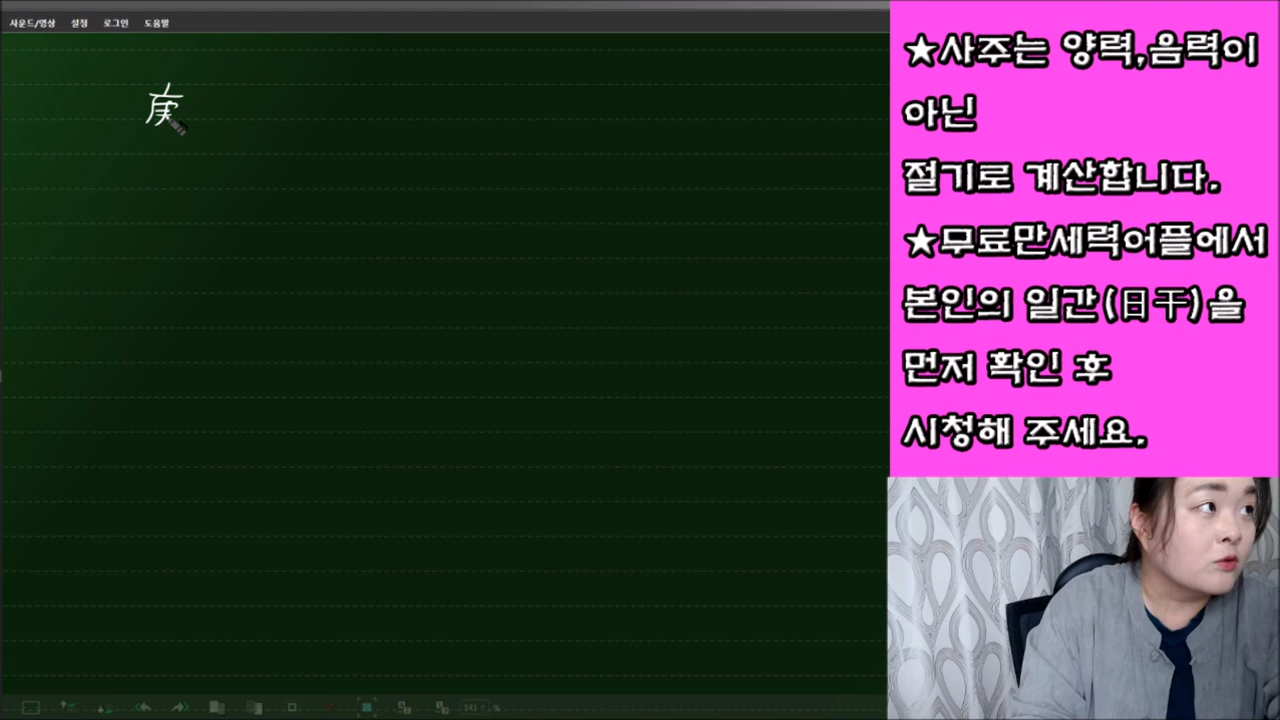 사운드/영상 설정 로그인 도움말
庚
★사주는 양력,음력이
아닌
절기로 계산합니다.
★무료만세력어플에서
본인의 일간(日干)을
먼저 확인 후
시청해 주세요.
141 %